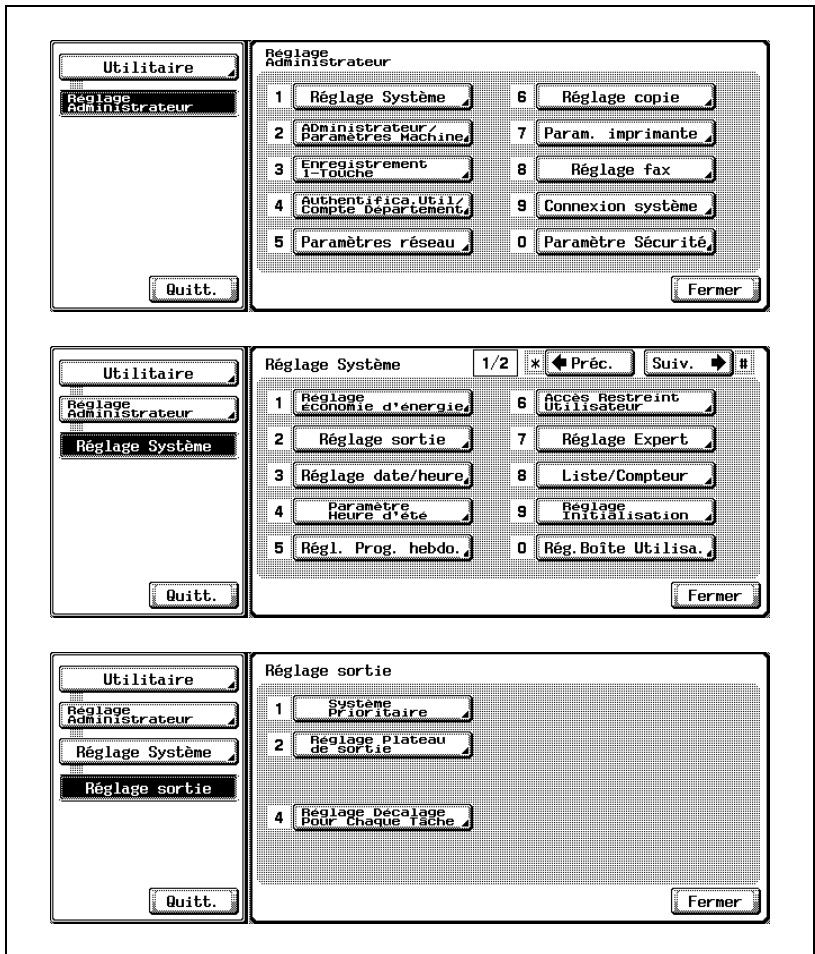 Utilitaire
Réglage
Administrateur
Quitt.
Réglage
Administrateur
1 Réglage Système
2 ADministrateur/
Paramètres Machine
3 Enregistrement
1-Touche
4 Authentifica.Util/
Compte Département
5 Paramètres réseau
6 Réglage copie
7 Param. imprimante
8 Réglage fax
9 Connexion système
0 Paramètre Sécurité
Fermer
Utilitaire
Réglage
Administrateur
Réglage Système
Quitt.
Réglage Système 1/2 * Préc. Suiv. #
1 Réglage
économie d'énergie
2 Réglage sortie
3 Réglage date/heure
4 Paramètre
Heure d'été
5 Régl. Prog. hebdo.
6 Accès Restreint
Utilisateur
7 Réglage Expert
8 Liste/Compteur
9 Réglage
Initialisation
0 Rég.Boîte Utilisa.
Fermer
Utilitaire
Réglage
Administrateur
Réglage Système
Réglage sortie
Quitt.
Réglage sortie
1 Système
Prioritaire
2 Réglage Plateau
de sortie
4 Réglage Décalage
Pour Chaque Tâche
Fermer